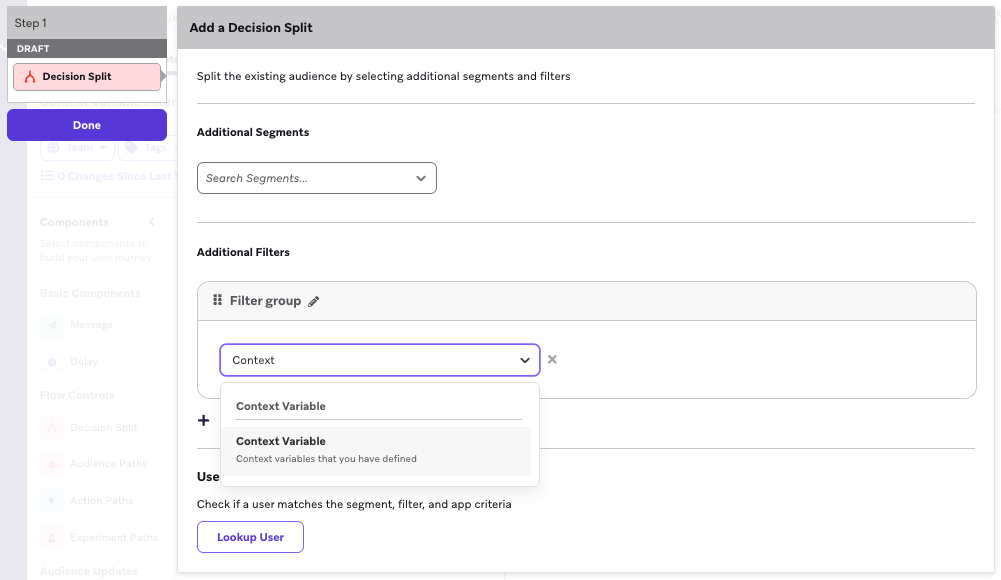 Step 1
DRAFT
Decision Split
Done
Team
Tags
0 Changes Since Last
Components
Select components to
build your user journey.
Basic Components
Message
Delay
Flow Controls
Decision Split
Audience Paths
Action Paths
Experiment Paths
Audience Updates
Add a Decision Split
Split the existing audience by selecting additional segments and filters
Additional Segments
Search Segments...
Additional Filters
Filter group
Context
Context Variable
Context Variable
Context variables that you have defined
Use
Check if a user matches the segment, filter, and app criteria
Lookup User